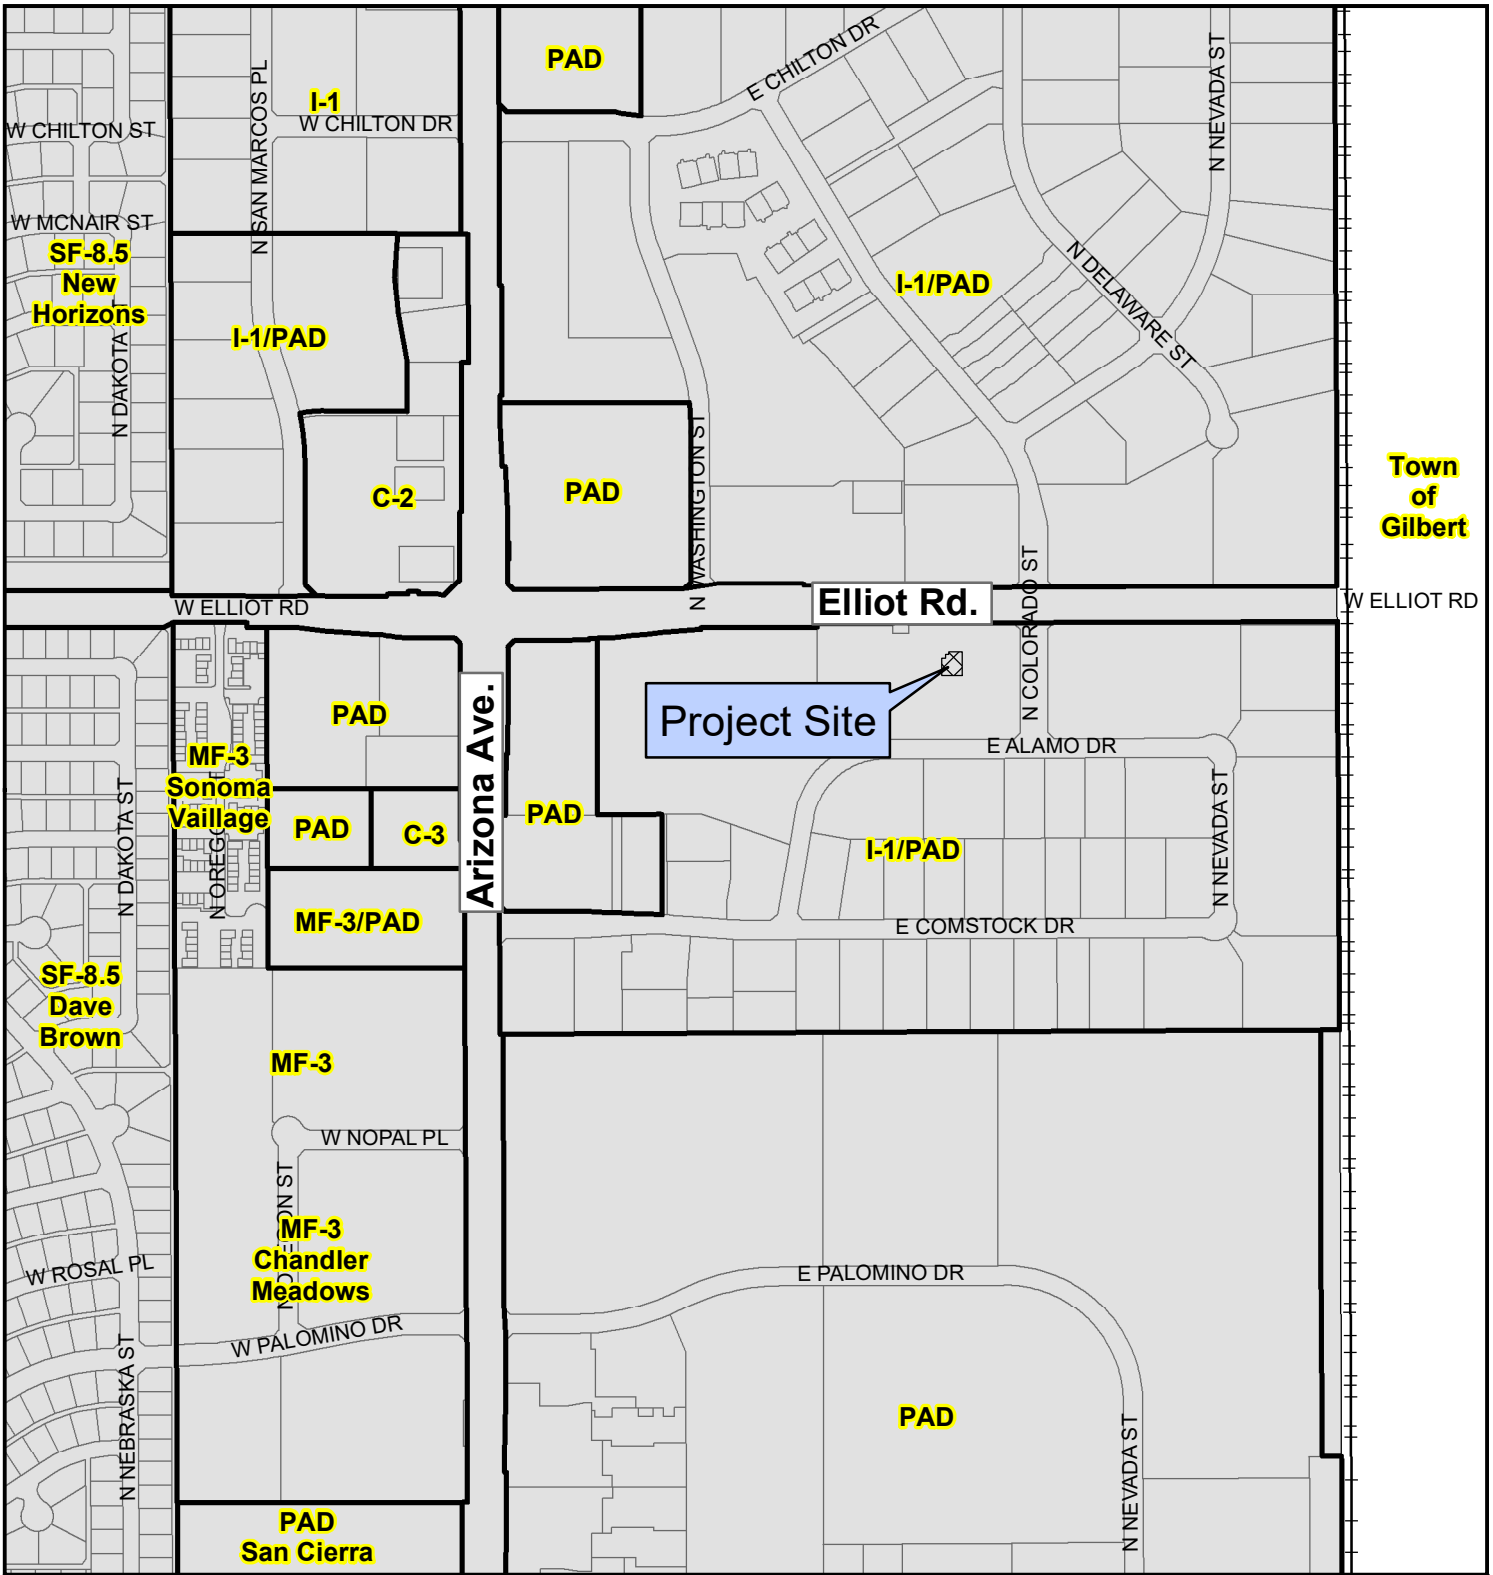 PAD
E CHILTON DR
N NEVADA ST
N SAN MARCOS PL
I-1
W CHILTON DR
W CHILTON ST
W MCNAIR ST
SF-8.5
New
Horizons
N DAKOTA
I-1/PAD
I-1/PAD
N DELAWARE ST
C-2
PAD
N WASHINGTON ST
Town
of
Gilbert
N COLORADO ST
W ELLIOT RD
Elliot Rd.
W ELLIOT RD
PAD
Project Site
Arizona Ave.
E ALAMO DR
MF-3
Sonoma
Vaillage
N OREG
N DAKOTA ST
PAD
C-3
PAD
I-1/PAD
N NEVADA ST
MF-3/PAD
E COMSTOCK DR
SF-8.5
Dave
Brown
MF-3
W NOPAL PL
MF-3
Chandler
Meadows
W ROSAL PL
E PALOMINO DR
W PALOMINO DR
N NEBRASKA ST
PAD
N NEVADA ST
PAD
San Cierra